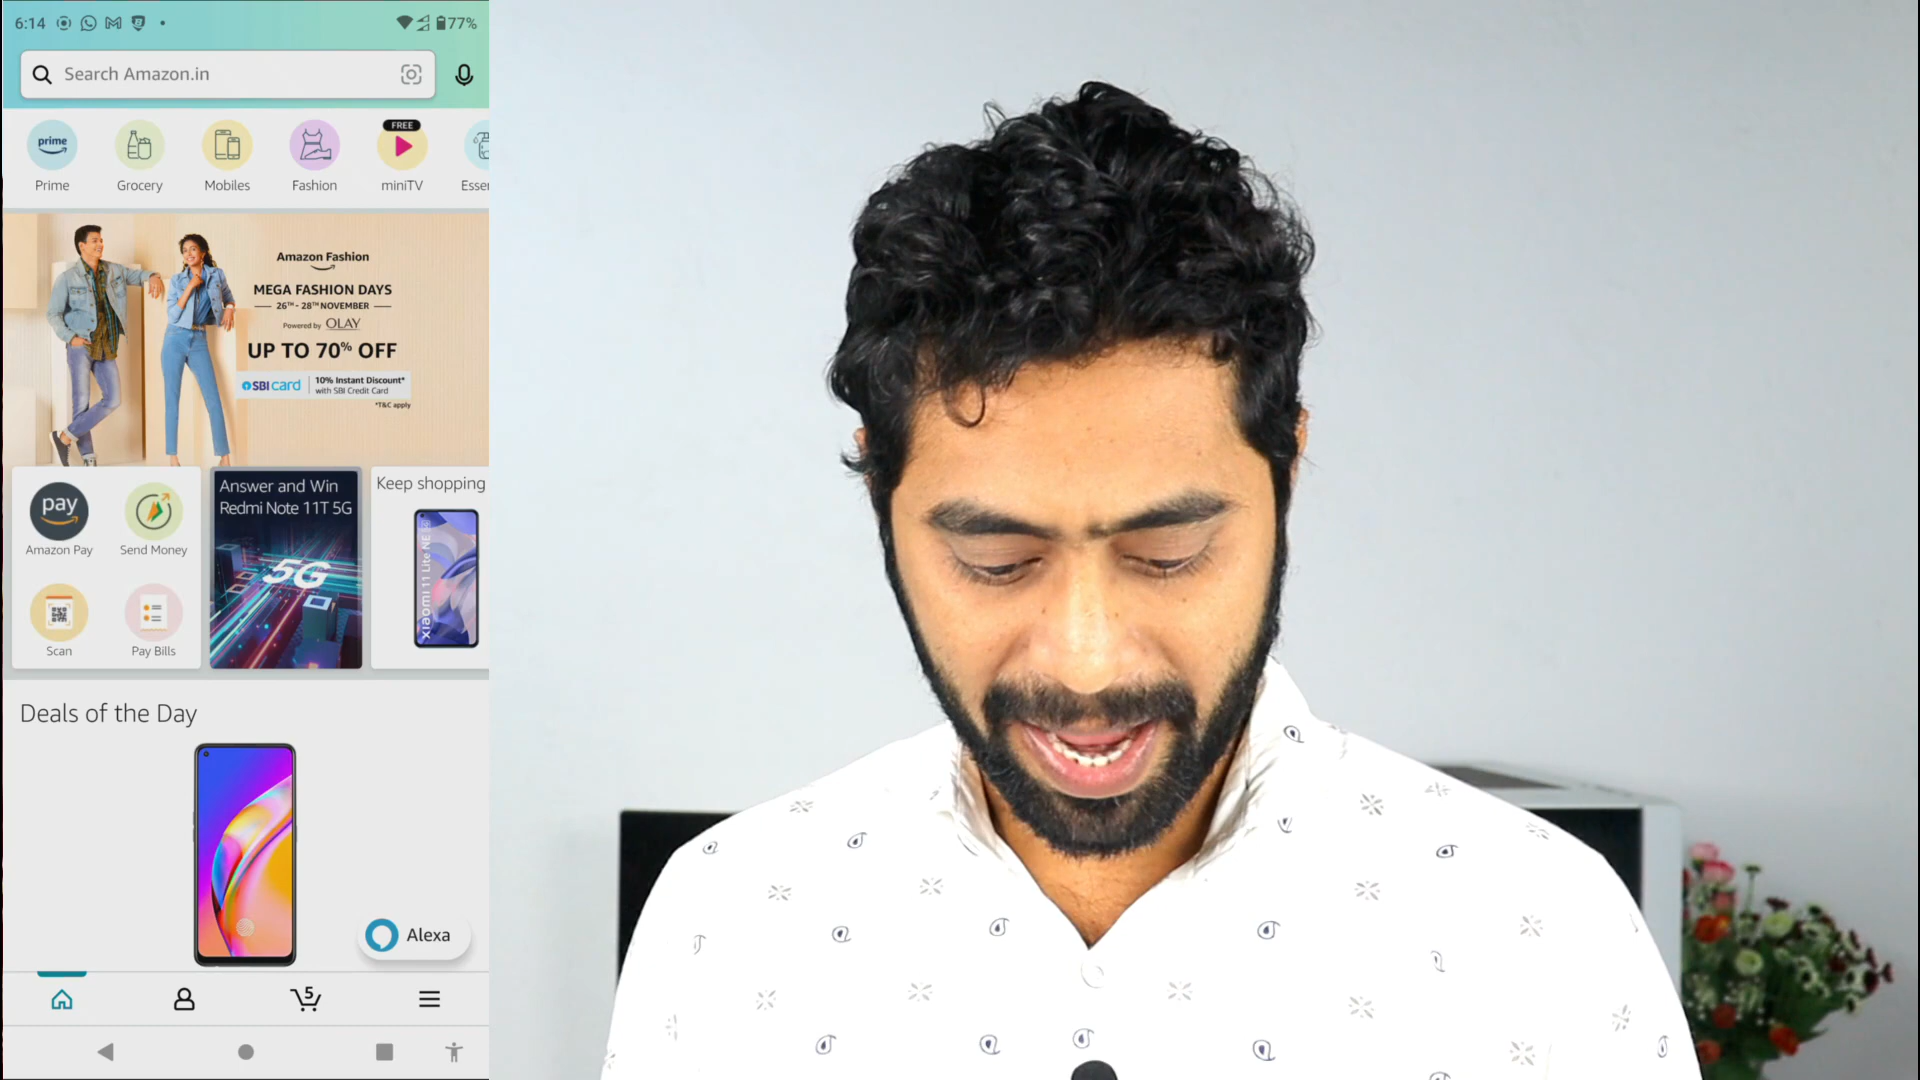 6:14
77%
Search Amazon.in
prime
FREE
Prime
Grocery
Mobiles
Fashion
miniTV
Esser
Amazon Fashion
MEGA FASHION DAYS
26TH - 28TH NOVEMBER
Powered by OLAY
UP TO 70% OFF
SBI card
10% Instant Discount*
with SBI Credit Card
*T&C apply
pay
Amazon Pay
Send Money
Scan
Pay Bills
Answer and Win
Redmi Note 11T 5G
5G
Keep shopping
xiaomi 11 Lite NE 5G
Deals of the Day
Alexa
5